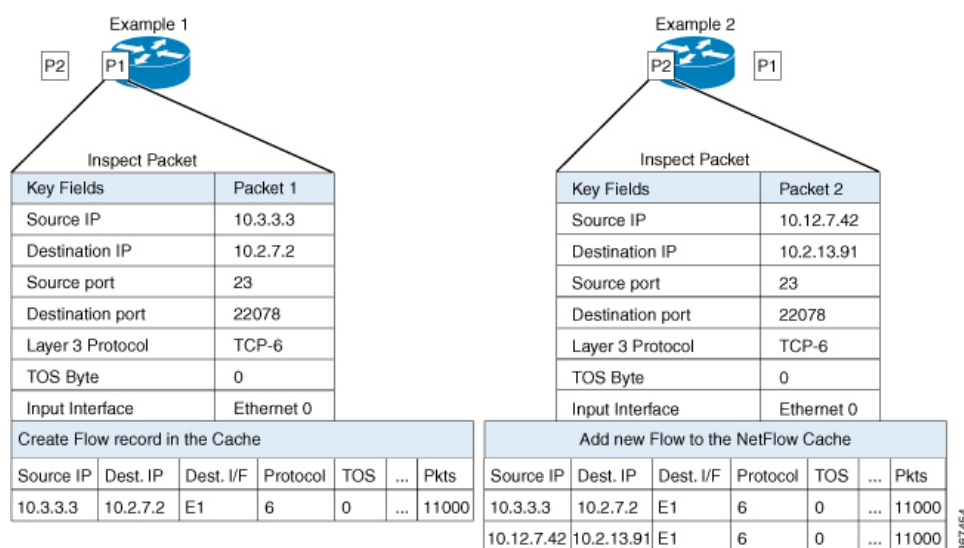 Example 1
P2 P1
Inspect Packet
Key Fields Packet 1
Source IP 10.3.3.3
Destination IP 10.2.7.2
Source port 23
Destination port 22078
Layer 3 Protocol TCP-6
TOS Byte 0
Input Interface Ethernet 0
Create Flow record in the Cache
Source IP Dest. IP Dest. I/F Protocol TOS ... Pkts
10.3.3.3 10.2.7.2 E1 6 0 ... 11000
Example 2
P2 P1
Inspect Packet
Key Fields Packet 2
Source IP 10.12.7.42
Destination IP 10.2.13.91
Source port 23
Destination port 22078
Layer 3 Protocol TCP-6
TOS Byte 0
Input Interface Ethernet 0
Add new Flow to the NetFlow Cache
Source IP Dest. IP Dest. I/F Protocol TOS ... Pkts
10.3.3.3 10.2.7.2 E1 6 0 ... 11000
10.12.7.42 10.2.13.91 E1 6 0 ... 11000